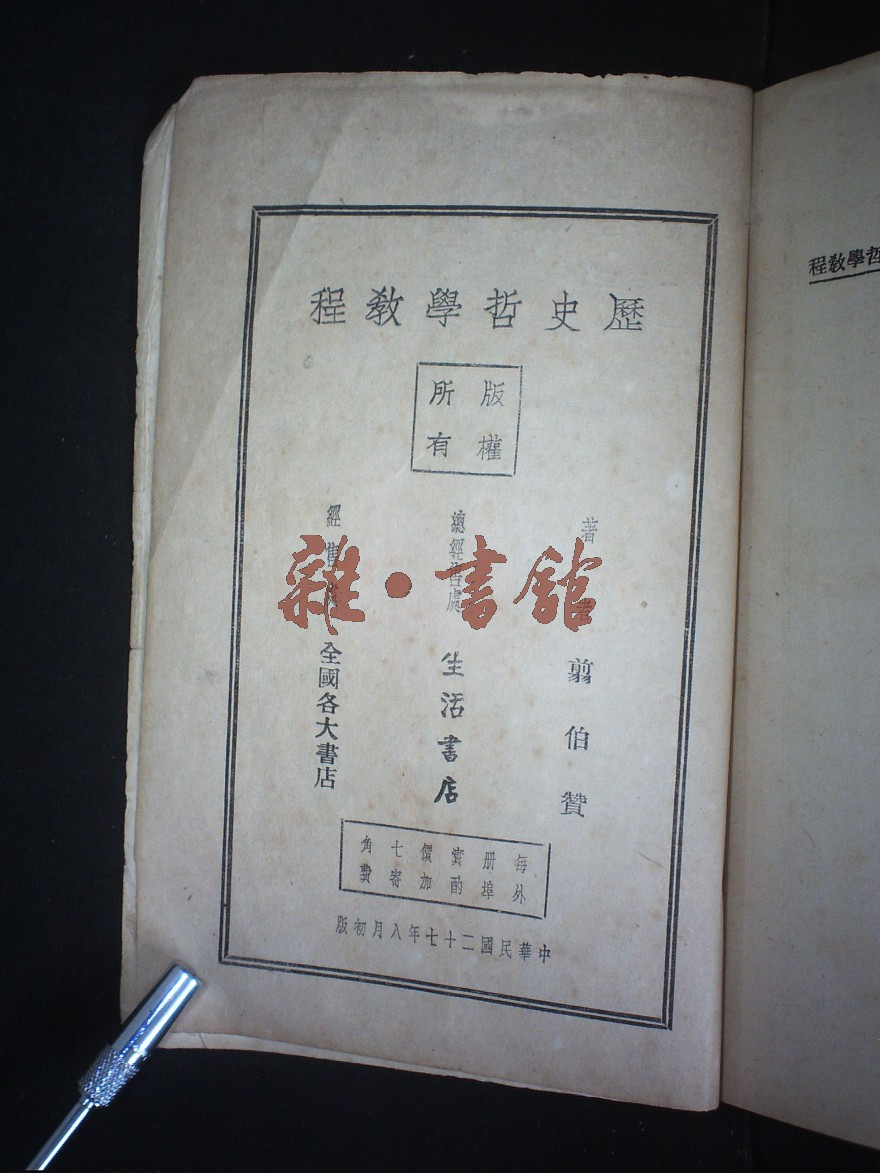 歷史哲學教程
版權
所有
著者 翦伯贊
總經售處 生活書店
經售處 全國各大書店
每册實價七角
外埠酌加寄費
中華民國二十七年八月初版
雜·書館
程教學哲